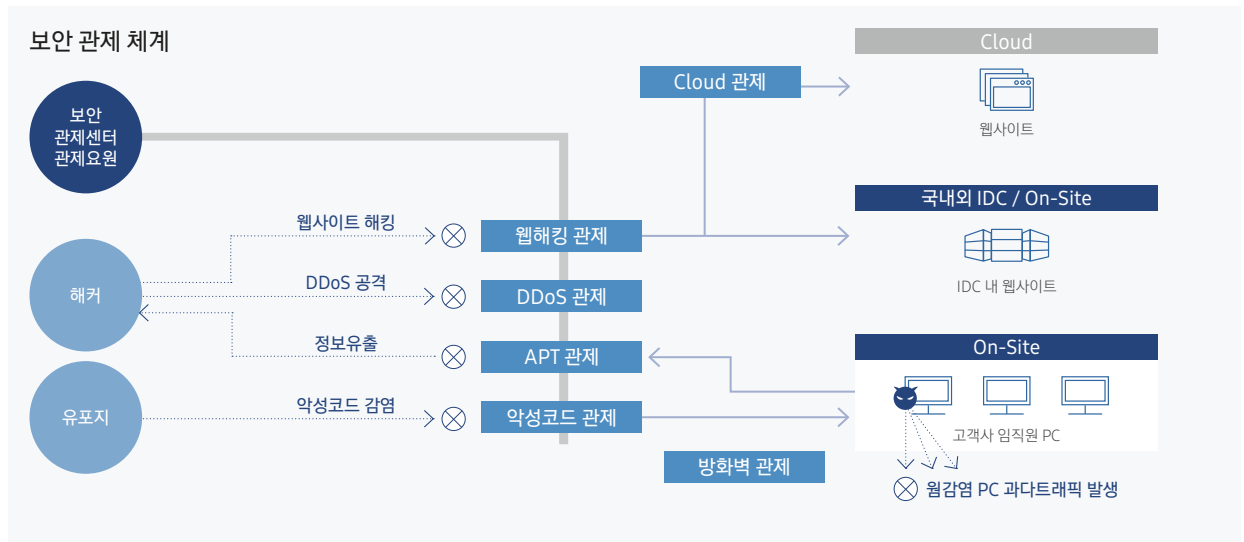 보안 관제 체계
보안
관제센터
관제요원
해커
유포지
웹사이트 해킹
DDoS 공격
정보유출
악성코드 감염
Cloud 관제
웹해킹 관제
DDoS 관제
APT 관제
악성코드 관제
방화벽 관제
Cloud
웹사이트
국내외 IDC / On-Site
IDC 내 웹사이트
On-Site
고객사 임직원 PC
웜감염 PC 과다트래픽 발생